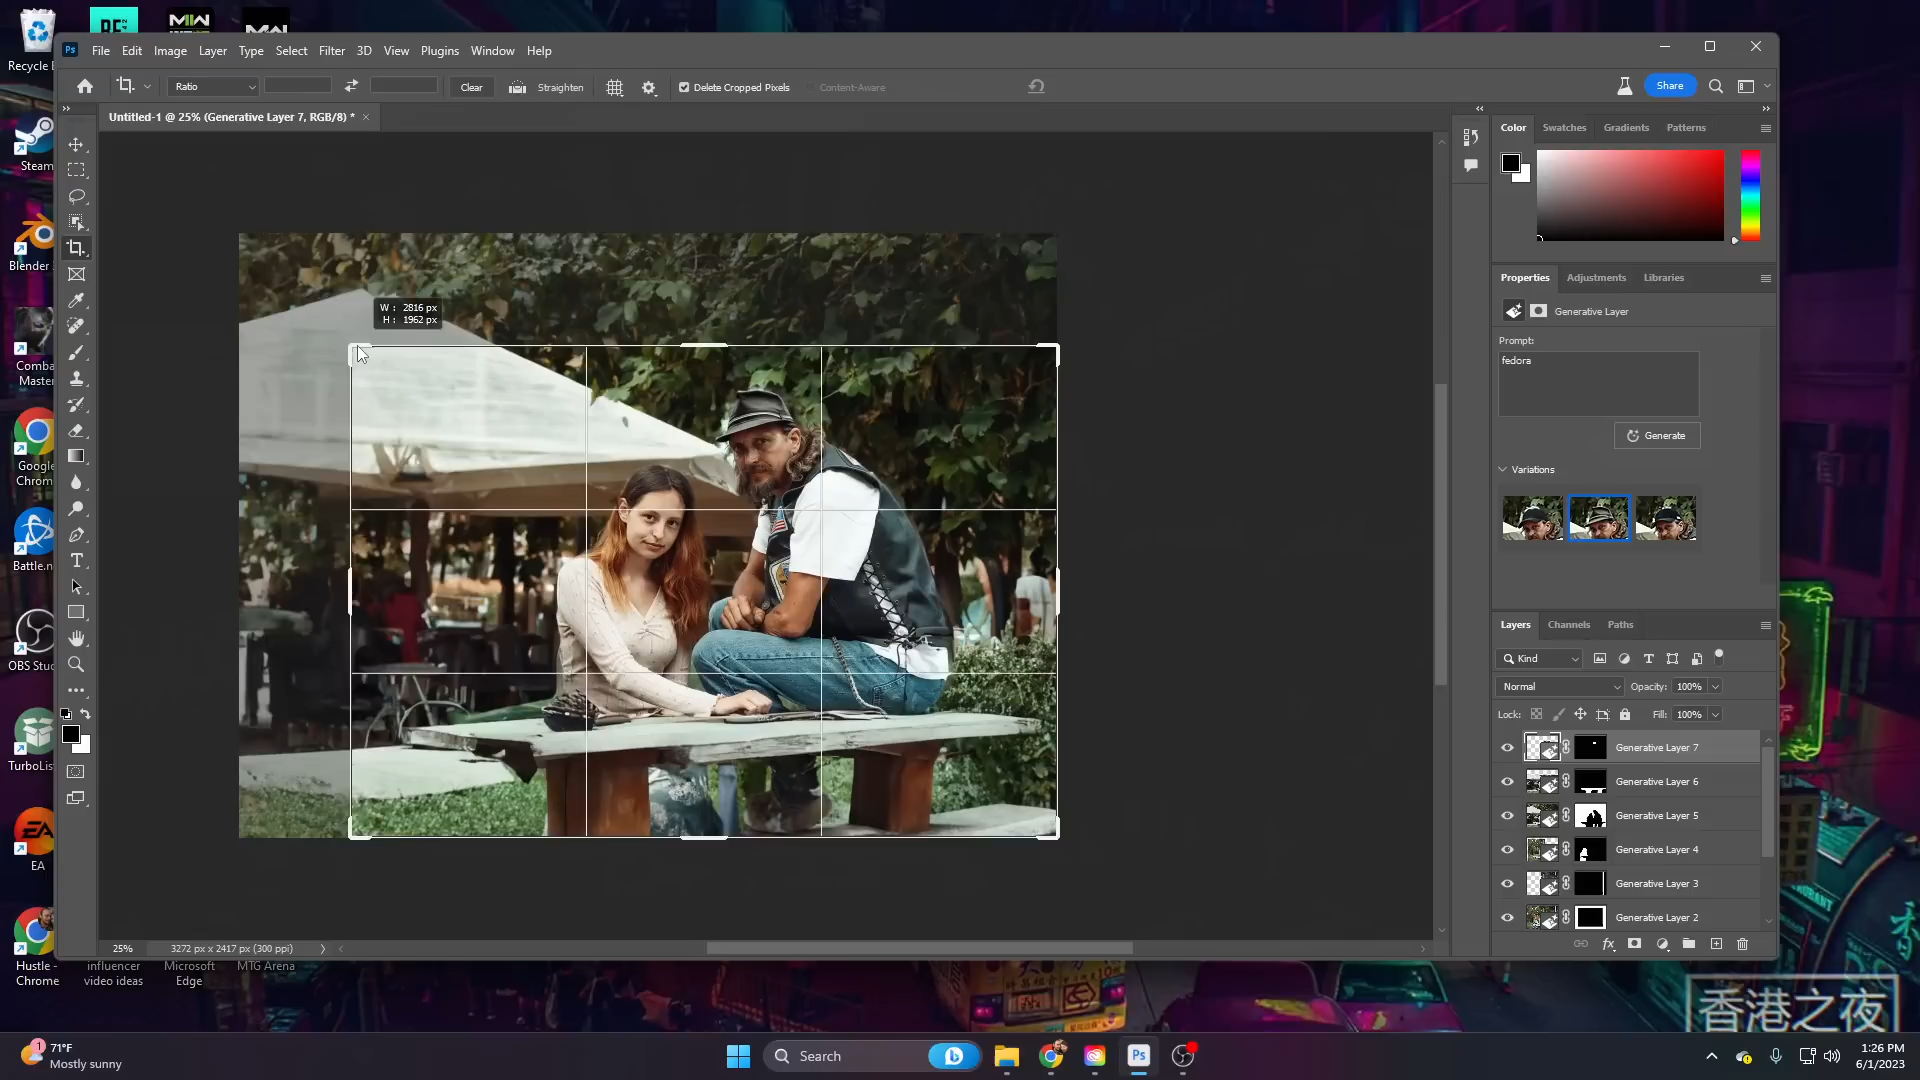 File Edit Image Layer Select Filter 3D View Plugins Window Help
Ratio Clear Straighten Delete Cropped Pixels Content-Aware Share
Untitled-1 @ 25% (Generative Layer 7, RGB/8) *
W : 2816 px
H : 1962 px
25% 3272 px x 2417 px (300 ppi)
Color Swatches Gradients Patterns
Properties Adjustments Libraries
Generative Layer
Prompt:
fedora
Generate
Variations
Layers Channels Paths
Kind
Normal Opacity: 100%
Lock: Fill: 100%
Generative Layer 7
Generative Layer 6
Generative Layer 5
Generative Layer 4
Generative Layer 3
Generative Layer 2
Recycle
Steam
Blender
Comba
Master
Google
Chrom
Battle.n
OBS Stud
TurboLis
EA
Hustle -
Chrome
influencer
video ideas
Microsoft
Edge
MTG Arena
香港之夜
71°F
Mostly sunny
Search
1:26 PM
6/1/2023